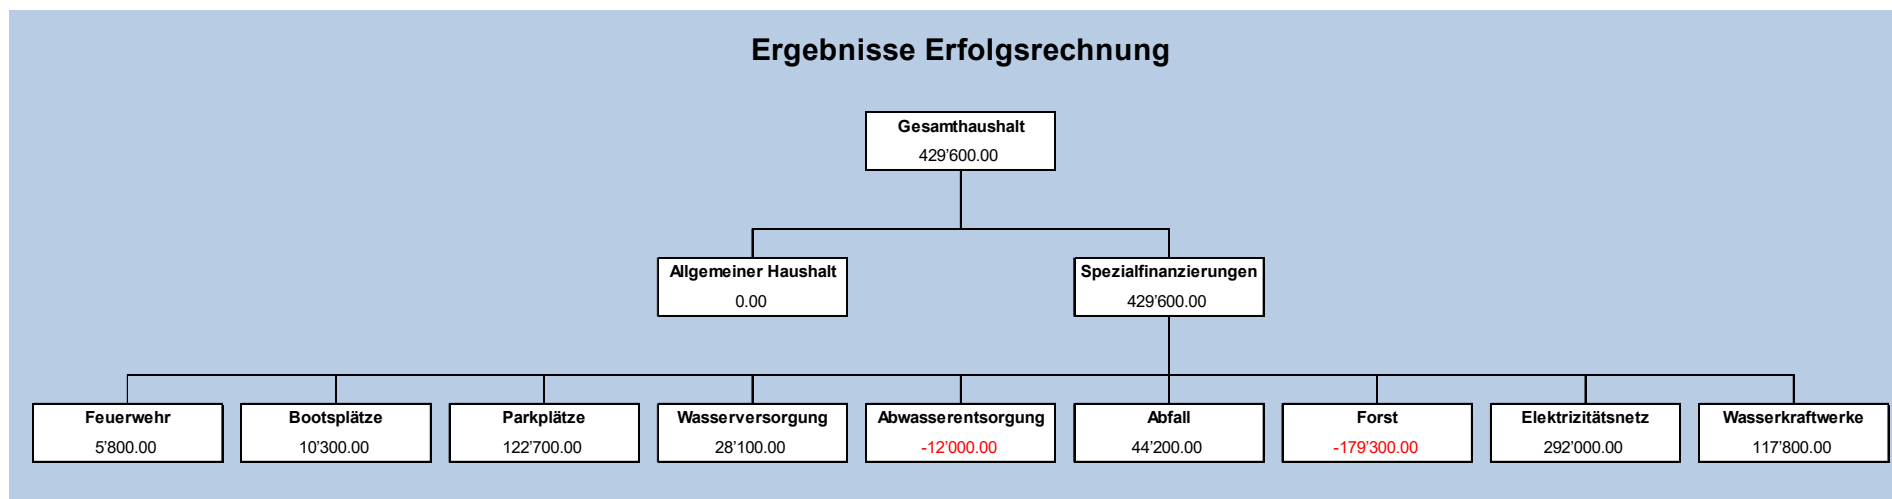 Ergebnisse Erfolgsrechnung
Gesamthaushalt
429'600.00
Allgemeiner Haushalt
0.00
Spezialfinanzierungen
429'600.00
Feuerwehr
5'800.00
Bootsplätze
10'300.00
Parkplätze
122'700.00
Wasserversorgung
28'100.00
Abwasserentsorgung
-12'000.00
Abfall
44'200.00
Forst
-179'300.00
Elektrizitätsnetz
292'000.00
Wasserkraftwerke
117'800.00